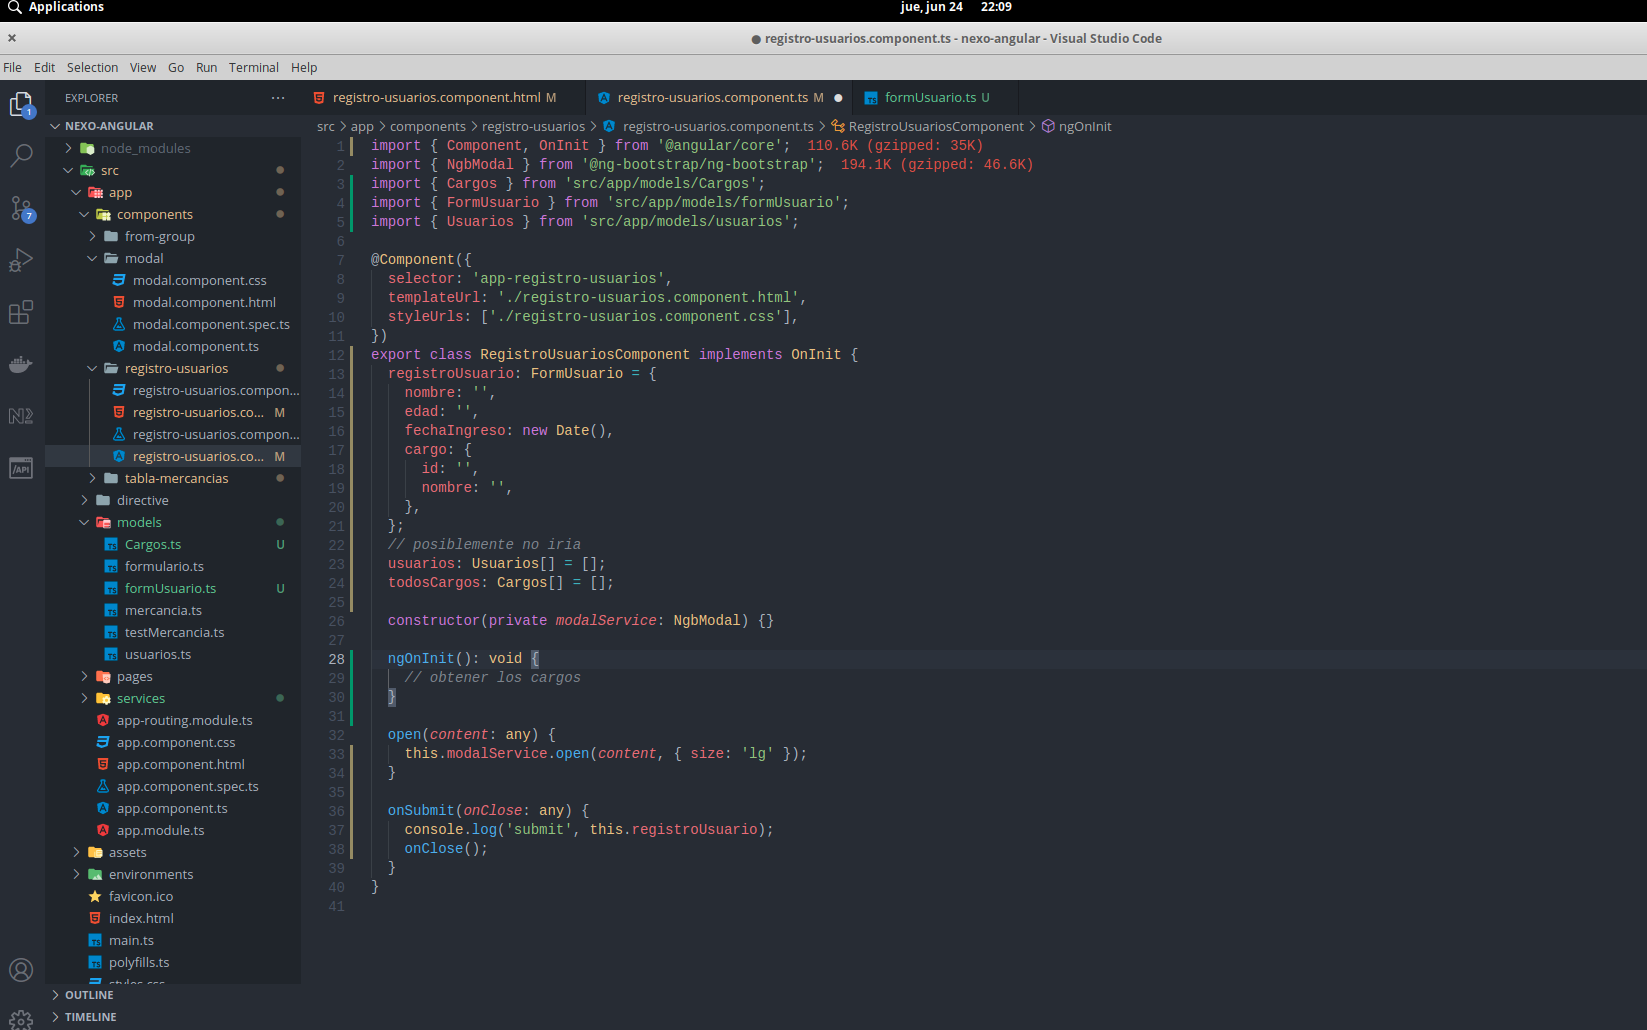 Applications
jue, jun 24 22:09
● registro-usuarios.component.ts - nexo-angular - Visual Studio Code
File Edit Selection View Go Run Terminal Help
EXPLORER
NEXO-ANGULAR
node_modules
src
app
components
from-group
modal
modal.component.css
modal.component.html
modal.component.spec.ts
modal.component.ts
registro-usuarios
registro-usuarios.compon...
registro-usuarios.co... M
registro-usuarios.compon...
registro-usuarios.co... M
tabla-mercancias
directive
models
Cargos.ts U
formulario.ts
formUsuario.ts U
mercancia.ts
testMercancia.ts
usuarios.ts
pages
services
app-routing.module.ts
app.component.css
app.component.html
app.component.spec.ts
app.component.ts
app.module.ts
assets
environments
favicon.ico
index.html
main.ts
polyfills.ts
styles.css
OUTLINE
TIMELINE
1
7
/API
registro-usuarios.component.html M registro-usuarios.component.ts M ● formUsuario.ts U
src > app > components > registro-usuarios > registro-usuarios.component.ts > RegistroUsuariosComponent > ngOnInit
1 import { Component, OnInit } from '@angular/core'; 110.6K (gzipped: 35K)
2 import { NgbModal } from '@ng-bootstrap/ng-bootstrap'; 194.1K (gzipped: 46.6K)
3 import { Cargos } from 'src/app/models/Cargos';
4 import { FormUsuario } from 'src/app/models/formUsuario';
5 import { Usuarios } from 'src/app/models/usuarios';
6
7 @Component({
8 selector: 'app-registro-usuarios',
9 templateUrl: './registro-usuarios.component.html',
10 styleUrls: ['./registro-usuarios.component.css'],
11 })
12 export class RegistroUsuariosComponent implements OnInit {
13 registroUsuario: FormUsuario = {
14 nombre: '',
15 edad: '',
16 fechaIngreso: new Date(),
17 cargo: {
18 id: '',
19 nombre: '',
20 },
21 };
22 // posiblemente no iria
23 usuarios: Usuarios[] = [];
24 todosCargos: Cargos[] = [];
25
26 constructor(private modalService: NgbModal) {}
27
28 ngOnInit(): void {
29 // obtener los cargos
30 }
31
32 open(content: any) {
33 this.modalService.open(content, { size: 'lg' });
34 }
35
36 onSubmit(onClose: any) {
37 console.log('submit', this.registroUsuario);
38 onClose();
39 }
40 }
41